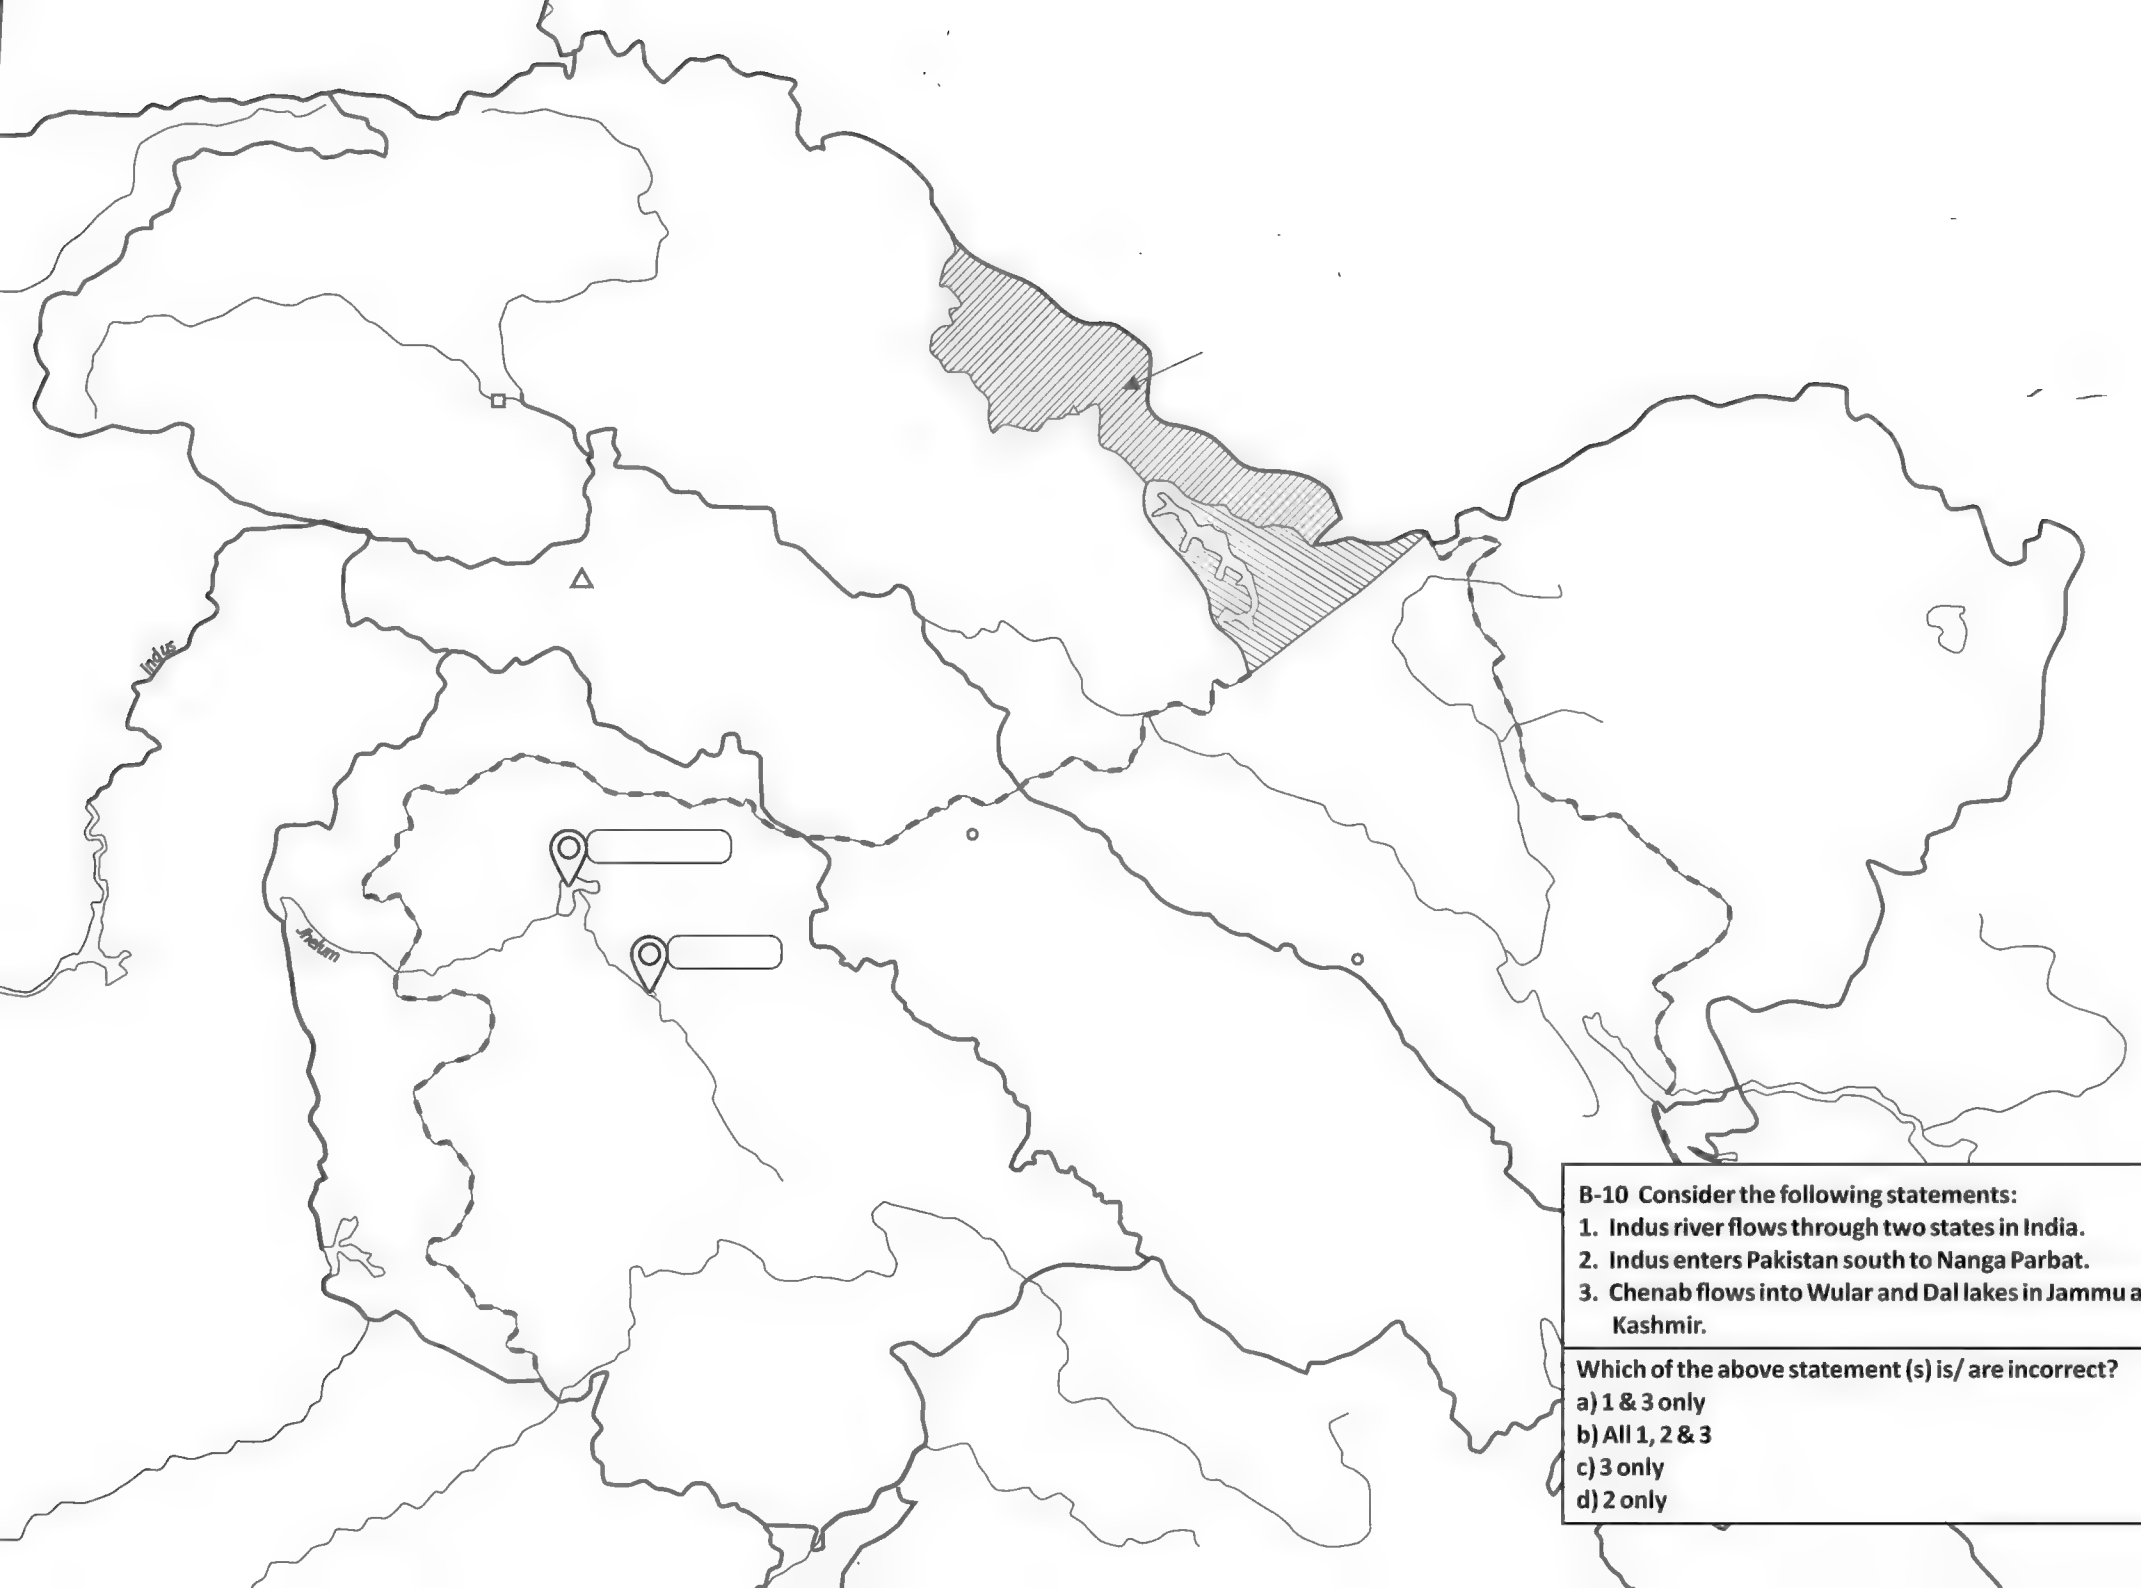 Indus
Jhelum
B-10 Consider the following statements:
1. Indus river flows through two states in India.
2. Indus enters Pakistan south to Nanga Parbat.
3. Chenab flows into Wular and Dal lakes in Jammu a
Kashmir.
Which of the above statement (s) is/ are incorrect?
a) 1 & 3 only
b) All 1, 2 & 3
c) 3 only
d) 2 only